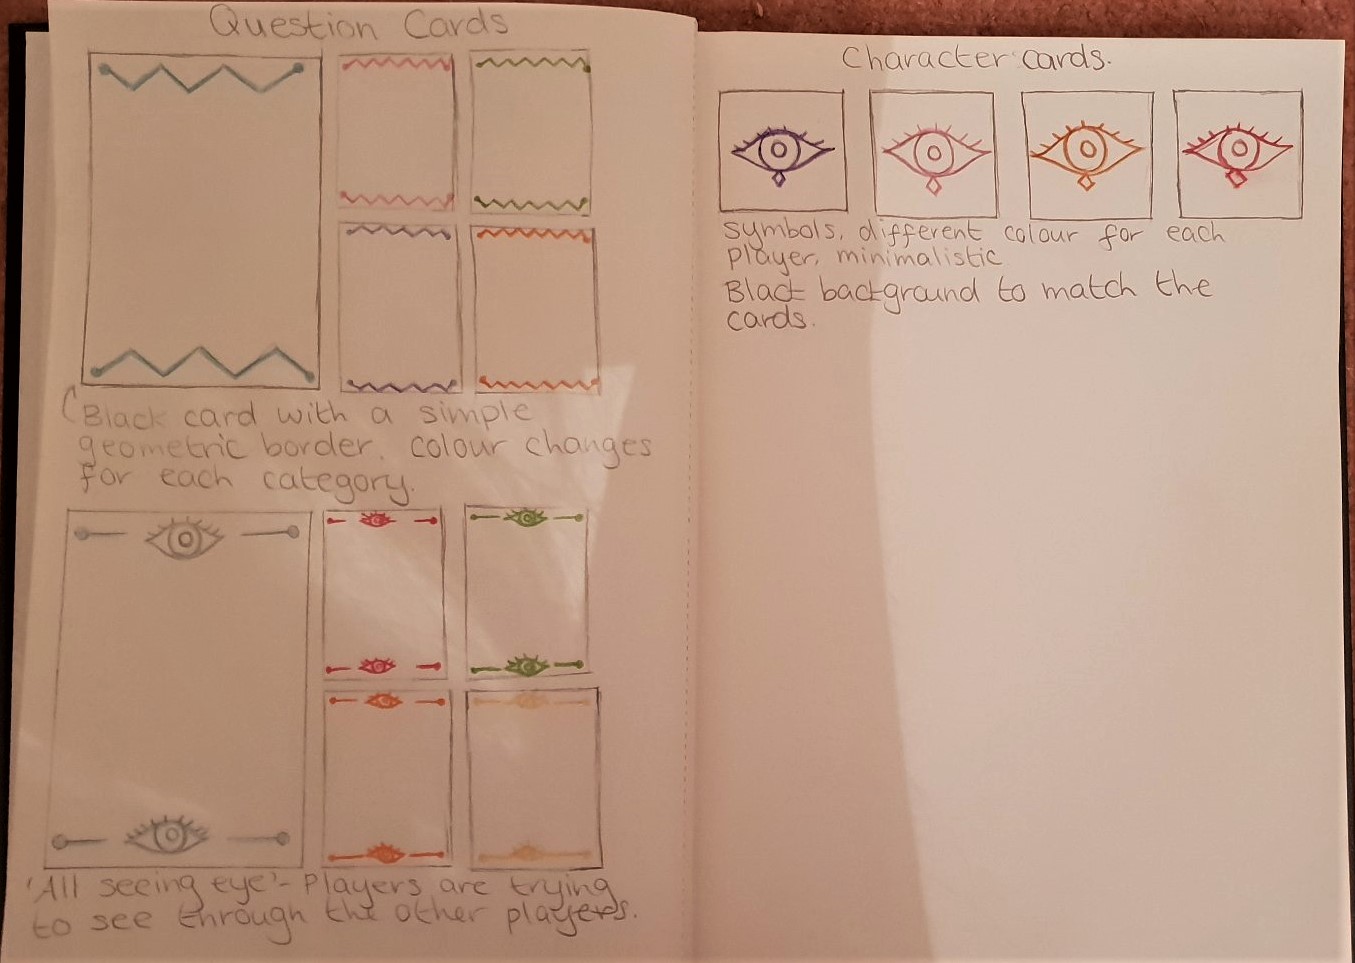 Question Cards
(Black card with a simple
geometric border. colour changes
for each category.
'All seeing eye' - Players are trying
to see through the other players.
Character cards.
symbols, different colour for each
player, minimalistic
Black background to match the
cards.